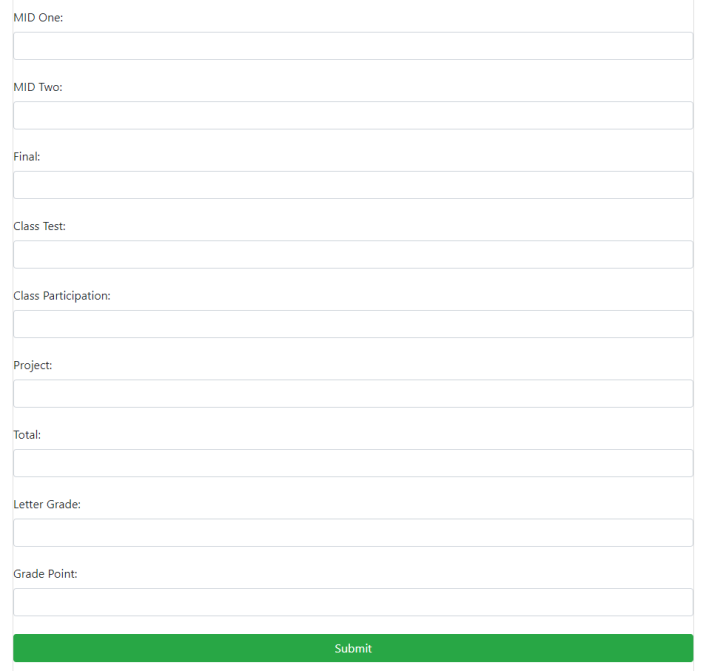 MID One:
MID Two:
Final:
Class Test:
Class Participation:
Project:
Total:
Letter Grade:
Grade Point:
Submit